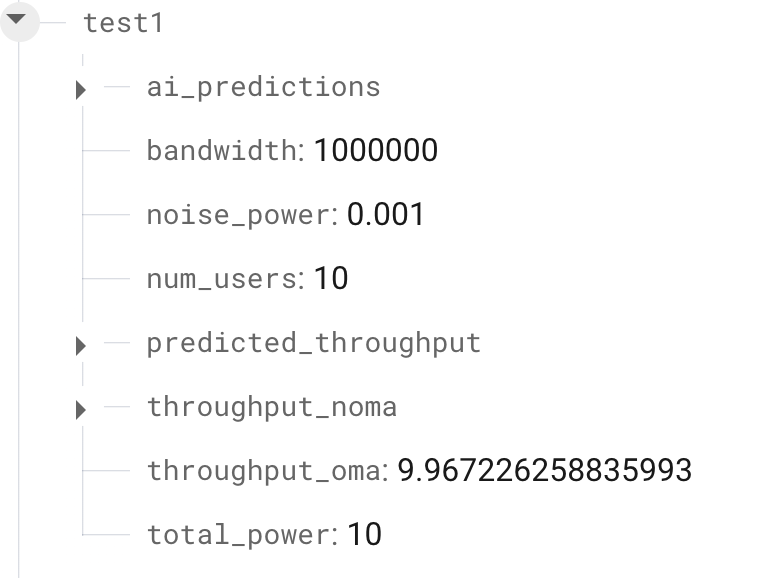 test1
ai_predictions
bandwidth: 1000000
noise_power: 0.001
num_users: 10
predicted_throughput
throughput_noma
throughput_oma: 9.967226258835993
total_power: 10